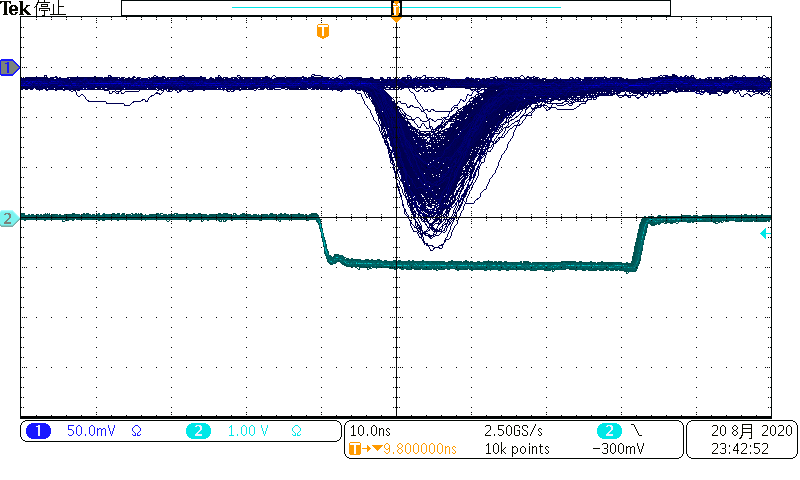 Tek 停止
T
T
1
2
1 50.0mV Ω 2 1.00 V Ω
10.0ns 2.50GS/s 2
T→▼9.800000ns 10k points −300mV
20 8月 2020
23:42:52